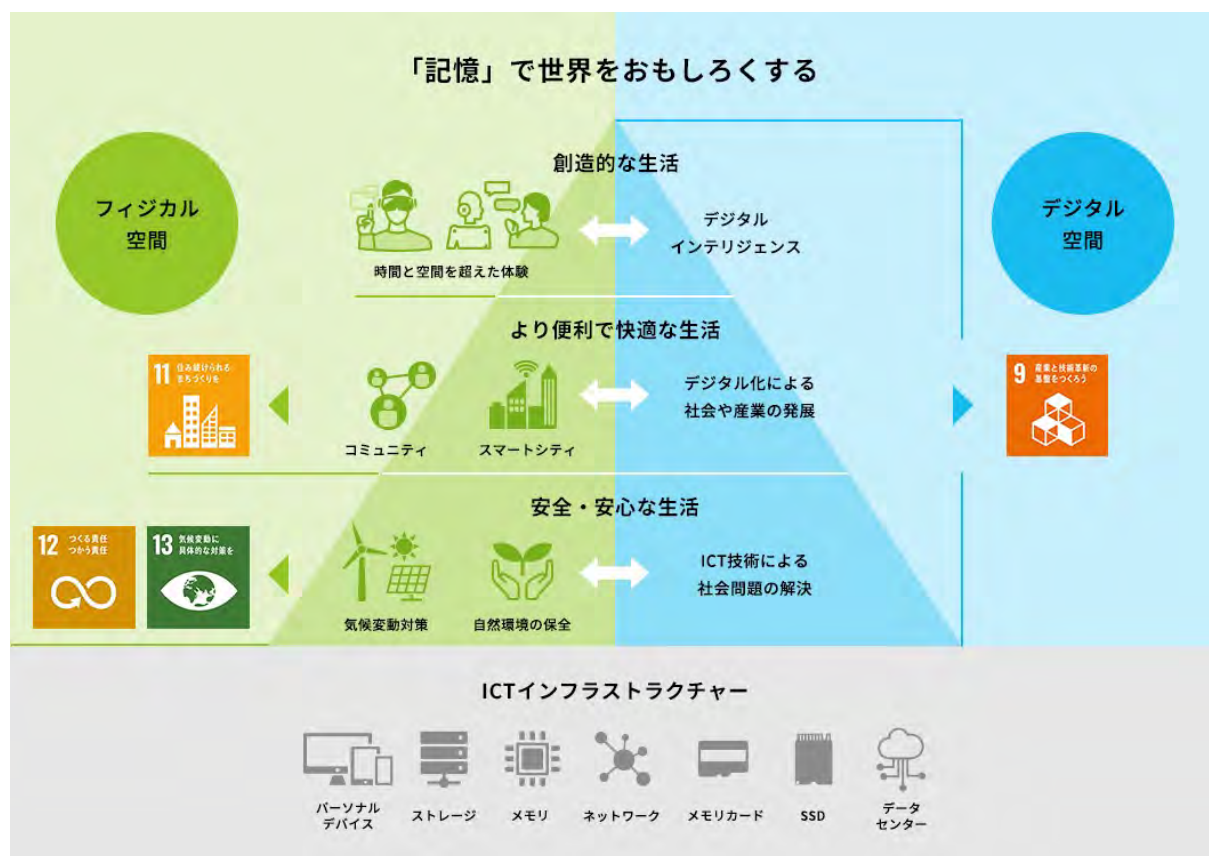 「記憶」で世界をおもしろくする
フィジカル
空間
デジタル
空間
創造的な生活
時間と空間を超えた体験
デジタル
インテリジェンス
より便利で快適な生活
11 住み続けられる
まちづくりを
コミュニティ
スマートシティ
デジタル化による
社会や産業の発展
9 産業と技術革新の
基盤をつくろう
安全・安心な生活
12 つくる責任
つかう責任
13 気候変動に
具体的な対策を
気候変動対策
自然環境の保全
ICT技術による
社会問題の解決
ICTインフラストラクチャー
パーソナル
デバイス
ストレージ
メモリ
ネットワーク
メモリカード
SSD
データ
センター